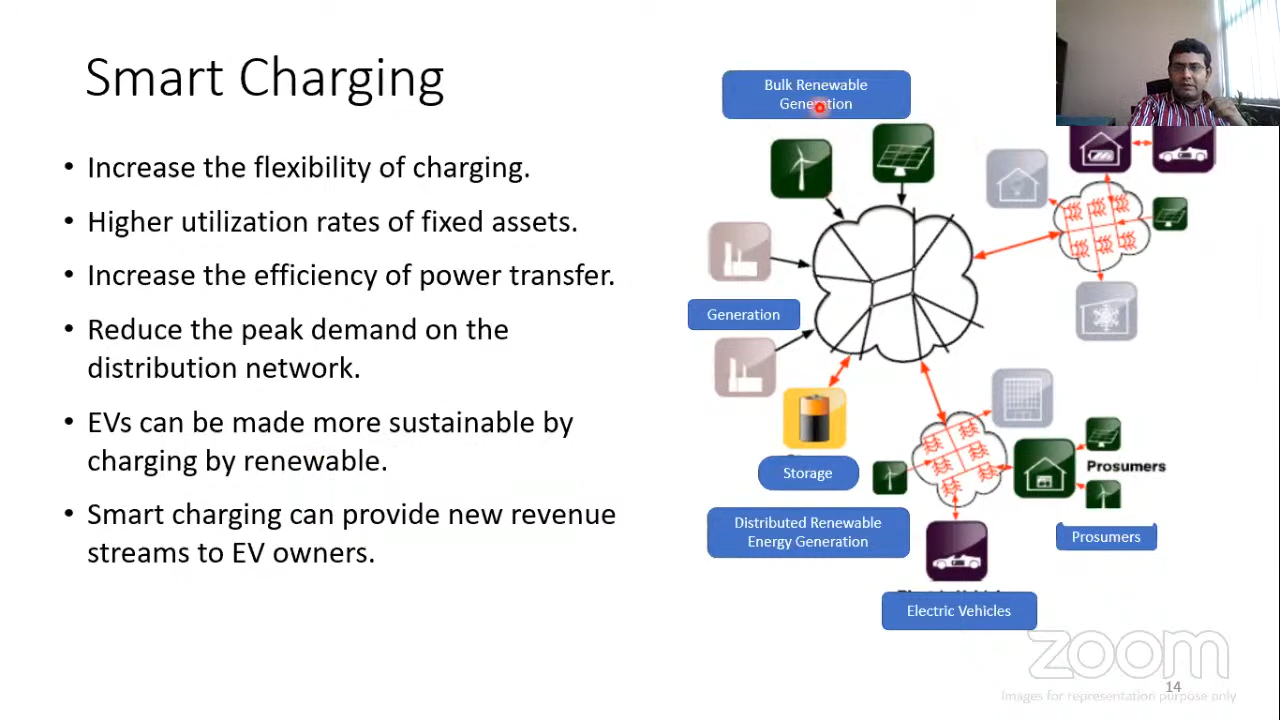 Smart Charging
• Increase the flexibility of charging.
• Higher utilization rates of fixed assets.
• Increase the efficiency of power transfer.
• Reduce the peak demand on the
distribution network.
• EVs can be made more sustainable by
charging by renewable.
• Smart charging can provide new revenue
streams to EV owners.
Bulk Renewable
Generation
Generation
Storage
Distributed Renewable
Energy Generation
Prosumers
Prosumers
Electric Vehicles
zoom
14
Images for representation purpose only